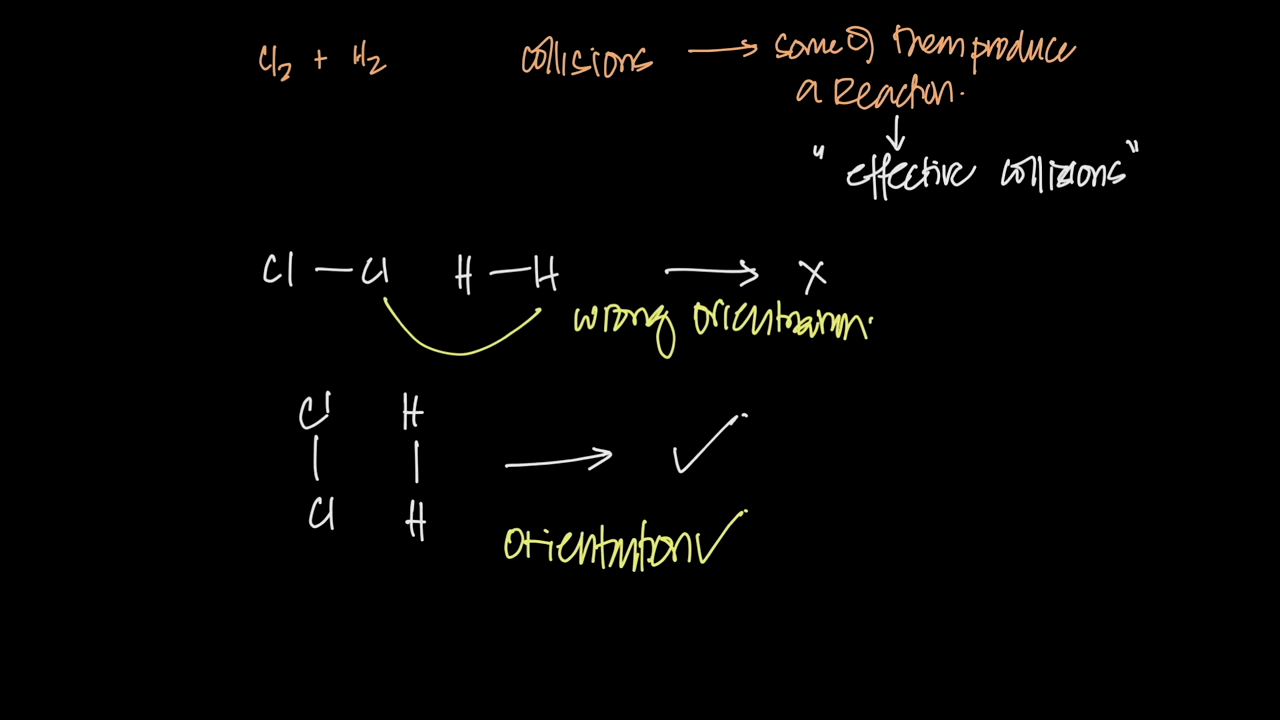 Cl2 + H2 collisions → some of them produce
a Reaction.
↓
"effective collisions"
Cl — Cl H — H → X
wrong orientation.
Cl H
| | → ✓
Cl H
orientation ✓